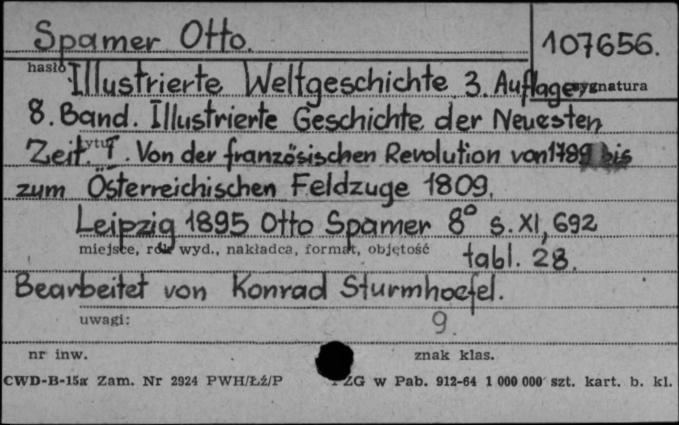 Spamer Otto.
107656.
hasło
sygnatura
Illustrierte Weltgeschichte 3. Auflage.
8. Band. Illustrierte Geschichte der Neuesten
tytuł
Zeit. I. Von der französischen Revolution von 1789 bis
zum Österreichischen Feldzuge 1809.
Leipzig 1895 Otto Spamer 8° s. XI, 692
miejsce, rok wyd., nakładca, format, objętość
tabl. 28.
Bearbeitet von Konrad Sturmhoefel.
uwagi:
9.
nr inw.
znak klas.
CWD-B-15a Zam. Nr 2924 PWH/Łź/P
PZG w Pab. 912-64 1 000 000 szt. kart. b. kl.